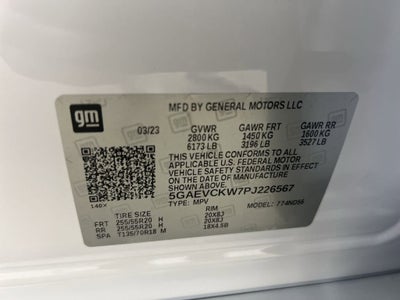 gm
MFD BY GENERAL MOTORS LLC
03/23 GVWR GAWR FRT GAWR RR
2800 KG 1450 KG 1600 KG
6173 LB 3196 LB 3527 LB
THIS VEHICLE CONFORMS TO ALL
APPLICABLE U.S. FEDERAL MOTOR
VEHICLE SAFETY STANDARDS IN
EFFECT ON THE DATE OF
MANUFACTURE SHOWN ABOVE.
5GAEVCKW7PJ226567
TYPE: MPV MODEL: 774NO56
140X
TIRE SIZE RIM
FRT 255/55R20 H 20X8J
RR 255/55R20 H 20X8J
SPA T135/70R18 M 18X4.5B